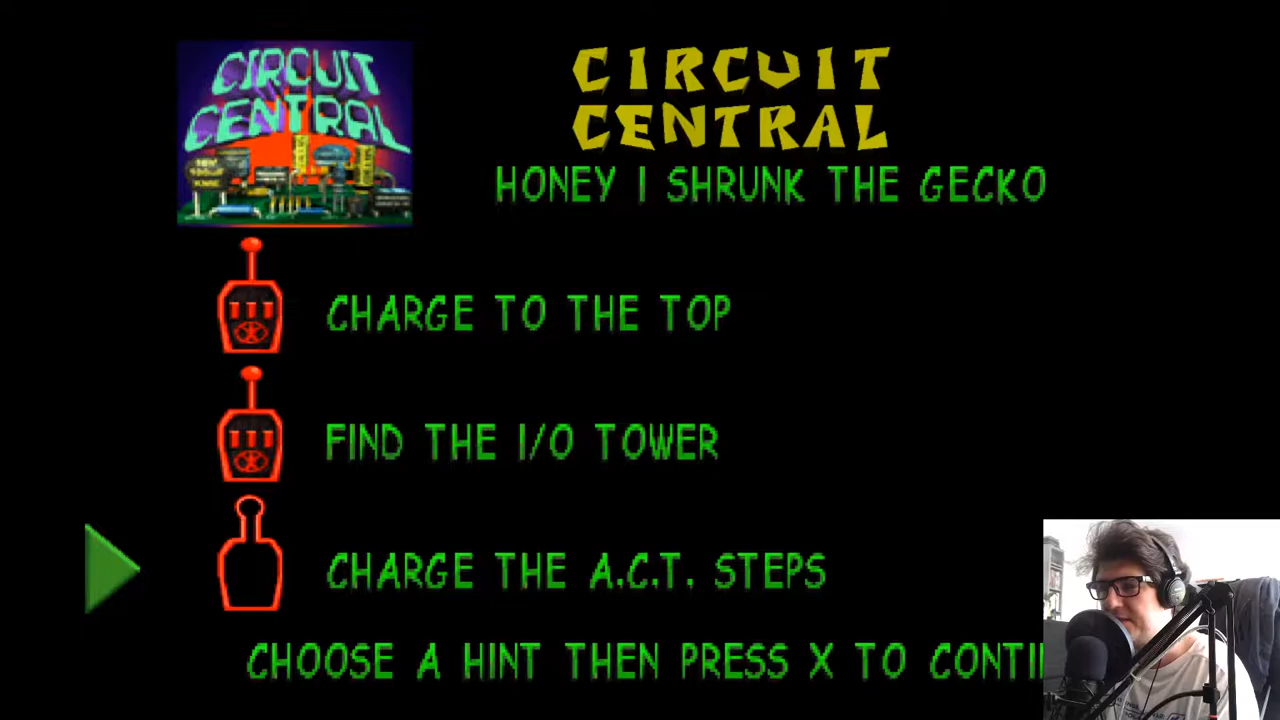 CIRCUIT
CENTRAL
CIRCUIT
CENTRAL
HONEY I SHRUNK THE GECKO
CHARGE TO THE TOP
FIND THE I/O TOWER
CHARGE THE A.C.T. STEPS
CHOOSE A HINT THEN PRESS X TO CONTI